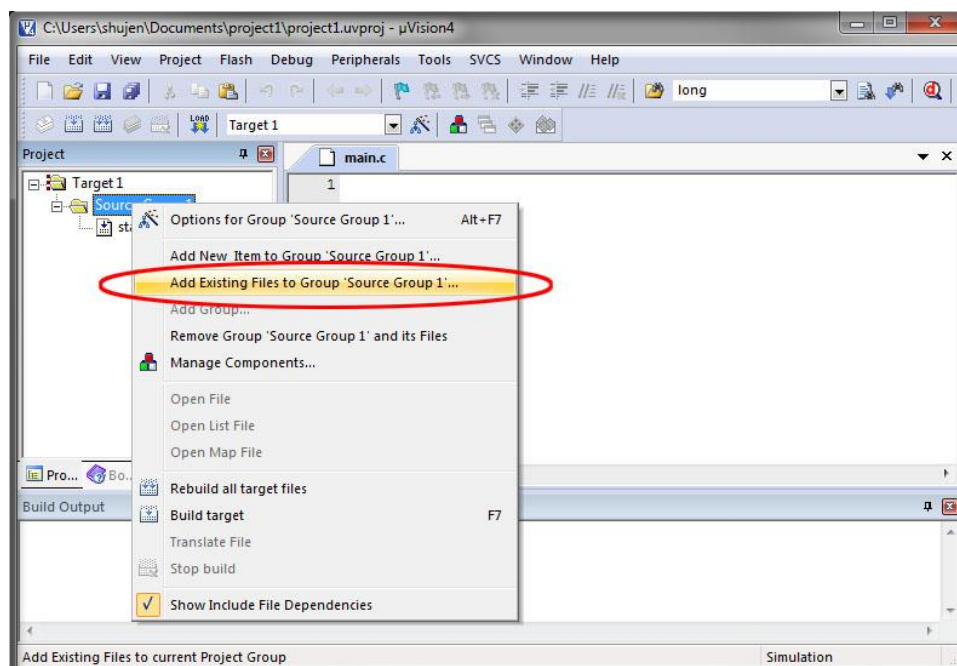 C:\Users\shujen\Documents\project1\project1.uvproj - µVision4
File Edit View Project Flash Debug Peripherals Tools SVCS Window Help
long
LOAD Target 1
Project
main.c
Target 1
1
Options for Group 'Source Group 1'... Alt+F7
Add New Item to Group 'Source Group 1'...
Add Existing Files to Group 'Source Group 1'...
Add Group...
Remove Group 'Source Group 1' and its Files
Manage Components...
Open File
Open List File
Open Map File
Pro... Bo...
Rebuild all target files
Build Output
Build target F7
Translate File
Stop build
Show Include File Dependencies
Add Existing Files to current Project Group Simulation